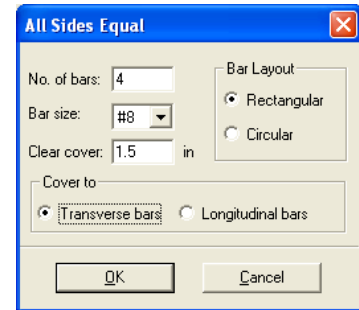 All Sides Equal
No. of bars: 4
Bar size: #8
Clear cover: 1.5 in
Bar Layout
Rectangular
Circular
Cover to
Transverse bars Longitudinal bars
OK Cancel